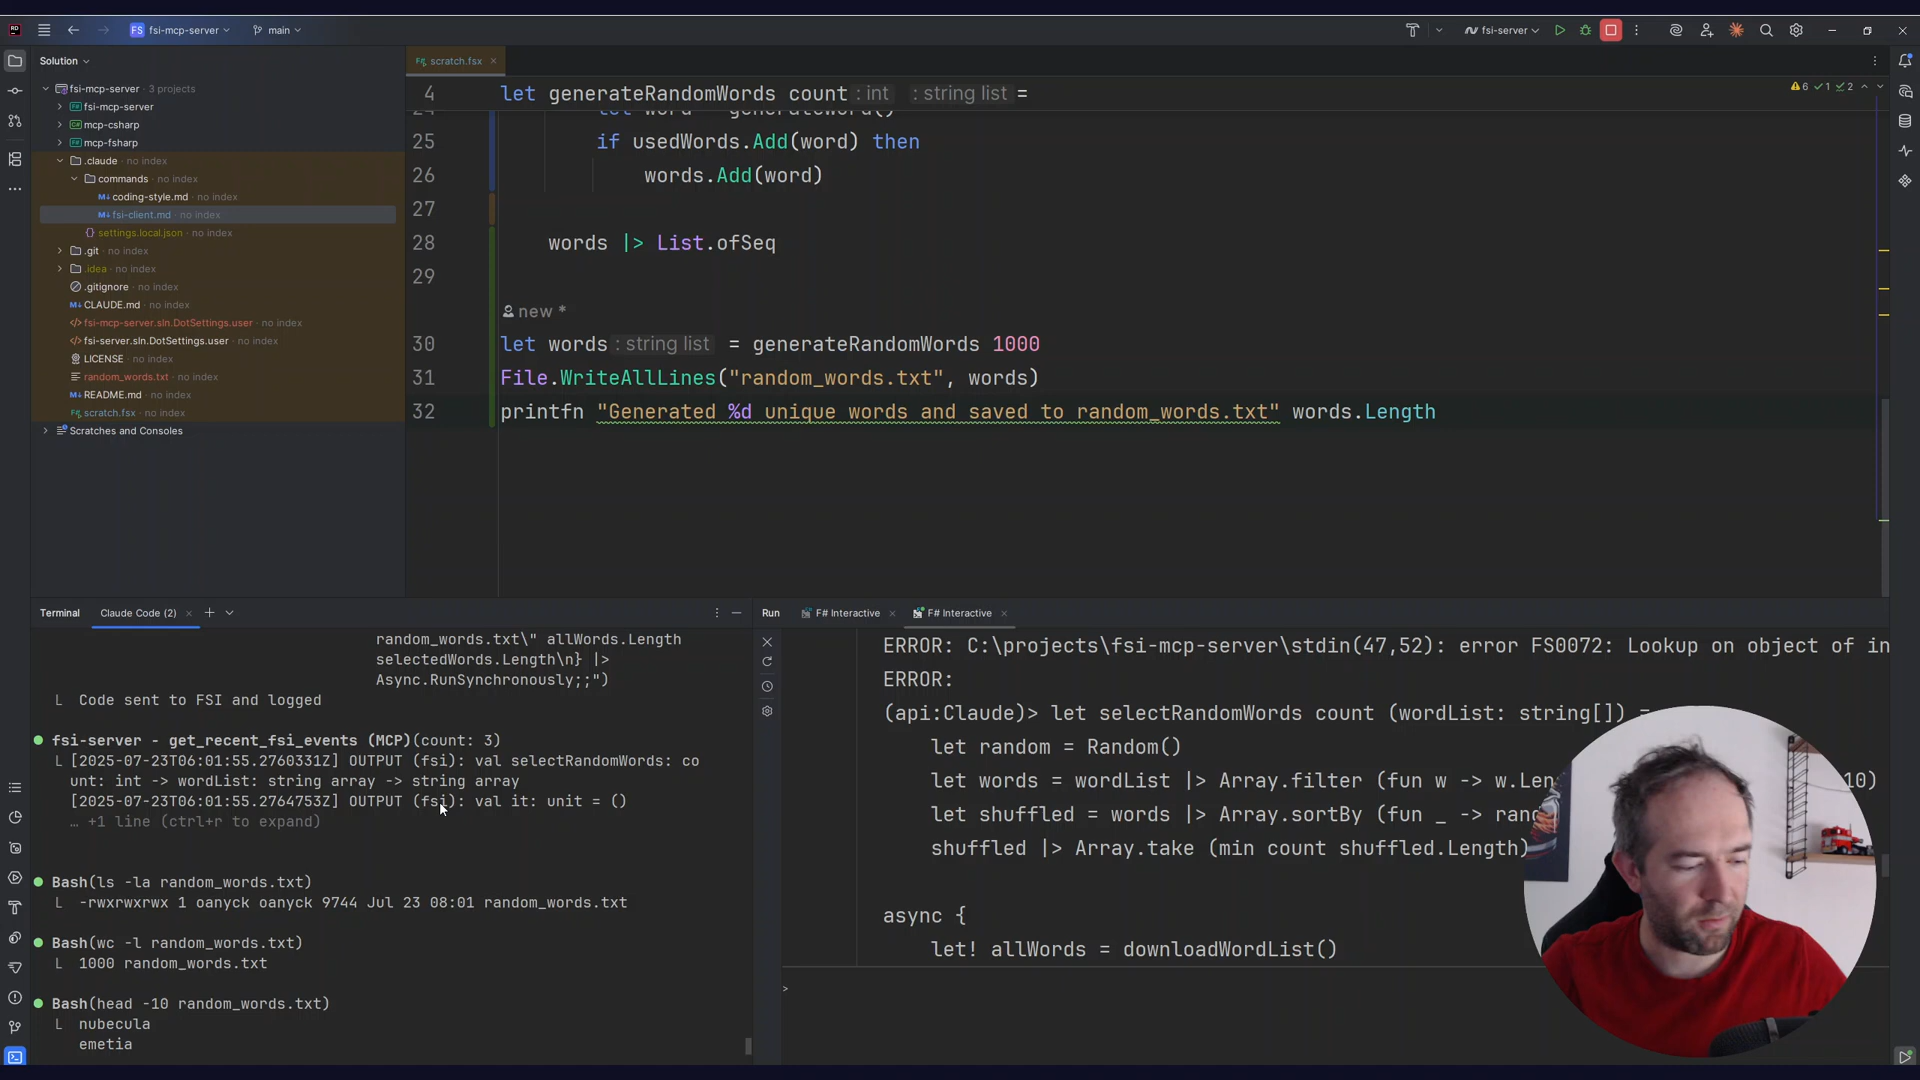 FS fsi-mcp-server
main
fsi-server
Solution
fsi-mcp-server · 3 projects
fsi-mcp-server
mcp-csharp
mcp-fsharp
.claude · no index
commands · no index
coding-style.md · no index
fsi-client.md · no index
settings.local.json · no index
.git · no index
.idea · no index
.gitignore · no index
CLAUDE.md · no index
fsi-mcp-server.sln.DotSettings.user · no index
fsi-server.sln.DotSettings.user · no index
LICENSE · no index
random_words.txt · no index
README.md · no index
scratch.fsx · no index
Scratches and Consoles
scratch.fsx
6 1 2
4 let generateRandomWords count :int :string list =
24 let word = generateWord()
25 if usedWords.Add(word) then
26 words.Add(word)
27
28 words |> List.ofSeq
29
new *
30 let words :string list = generateRandomWords 1000
31 File.WriteAllLines("random_words.txt", words)
32 printfn "Generated %d unique words and saved to random_words.txt" words.Length
Terminal Claude Code (2)
random_words.txt\" allWords.Length
selectedWords.Length\n} |>
Async.RunSynchronously;;")
Code sent to FSI and logged
fsi-server - get_recent_fsi_events (MCP)(count: 3)
[2025-07-23T06:01:55.2760331Z] OUTPUT (fsi): val selectRandomWords: co
unt: int -> wordList: string array -> string array
[2025-07-23T06:01:55.2764753Z] OUTPUT (fsi): val it: unit = ()
… +1 line (ctrl+r to expand)
Bash(ls -la random_words.txt)
-rwxrwxrwx 1 oanyck oanyck 9744 Jul 23 08:01 random_words.txt
Bash(wc -l random_words.txt)
1000 random_words.txt
Bash(head -10 random_words.txt)
nubecula
emetia
Run F# Interactive F# Interactive
ERROR: C:\projects\fsi-mcp-server\stdin(47,52): error FS0072: Lookup on object of in
ERROR:
(api:Claude)> let selectRandomWords count (wordList: string[]) =
let random = Random()
let words = wordList |> Array.filter (fun w -> w.Len 10)
let shuffled = words |> Array.sortBy (fun _ -> ran
shuffled |> Array.take (min count shuffled.Length)
async {
let! allWords = downloadWordList()
>